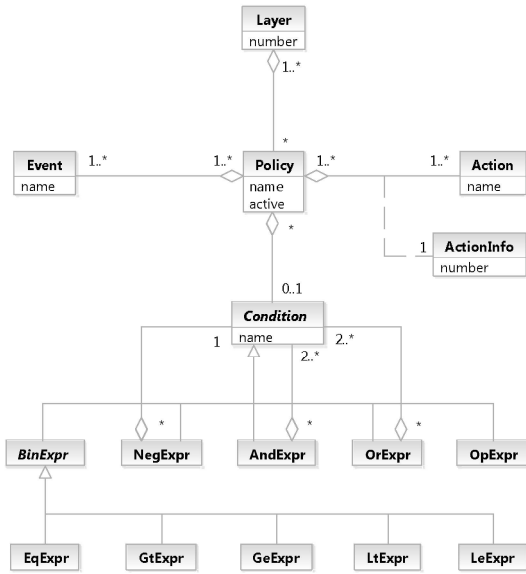 Layer
number
1..*
*
Event
name
1..*
1..*
Policy
name
active
1..*
1..*
Action
name
*
1
ActionInfo
number
0..1
Condition
name
1
2..*
2..*
*
*
*
BinExpr
NegExpr
AndExpr
OrExpr
OpExpr
EqExpr
GtExpr
GeExpr
LtExpr
LeExpr